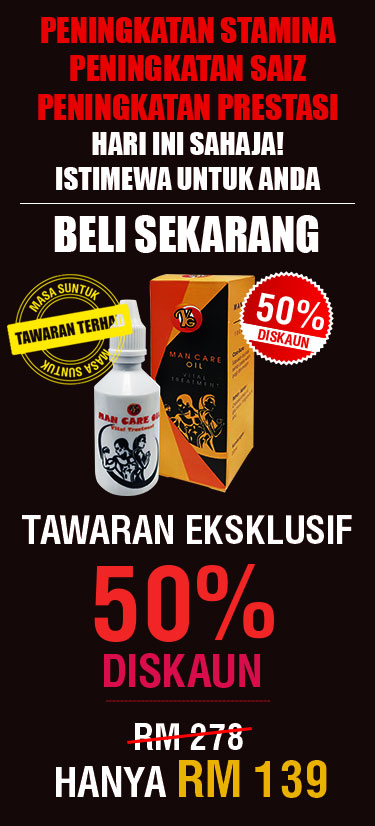 PENINGKATAN STAMINA
PENINGKATAN SAIZ
PENINGKATAN PRESTASI
HARI INI SAHAJA!
ISTIMEWA UNTUK ANDA
BELI SEKARANG
MASA SUNTUK
TAWARAN TERHAD
MASA SUNTUK
50%
DISKAUN
MAN CARE
OIL
VITAL
TREATMENT
MAN CARE OIL
Vital Treatment
TAWARAN EKSKLUSIF
50%
DISKAUN
RM 278
HANYA RM 139